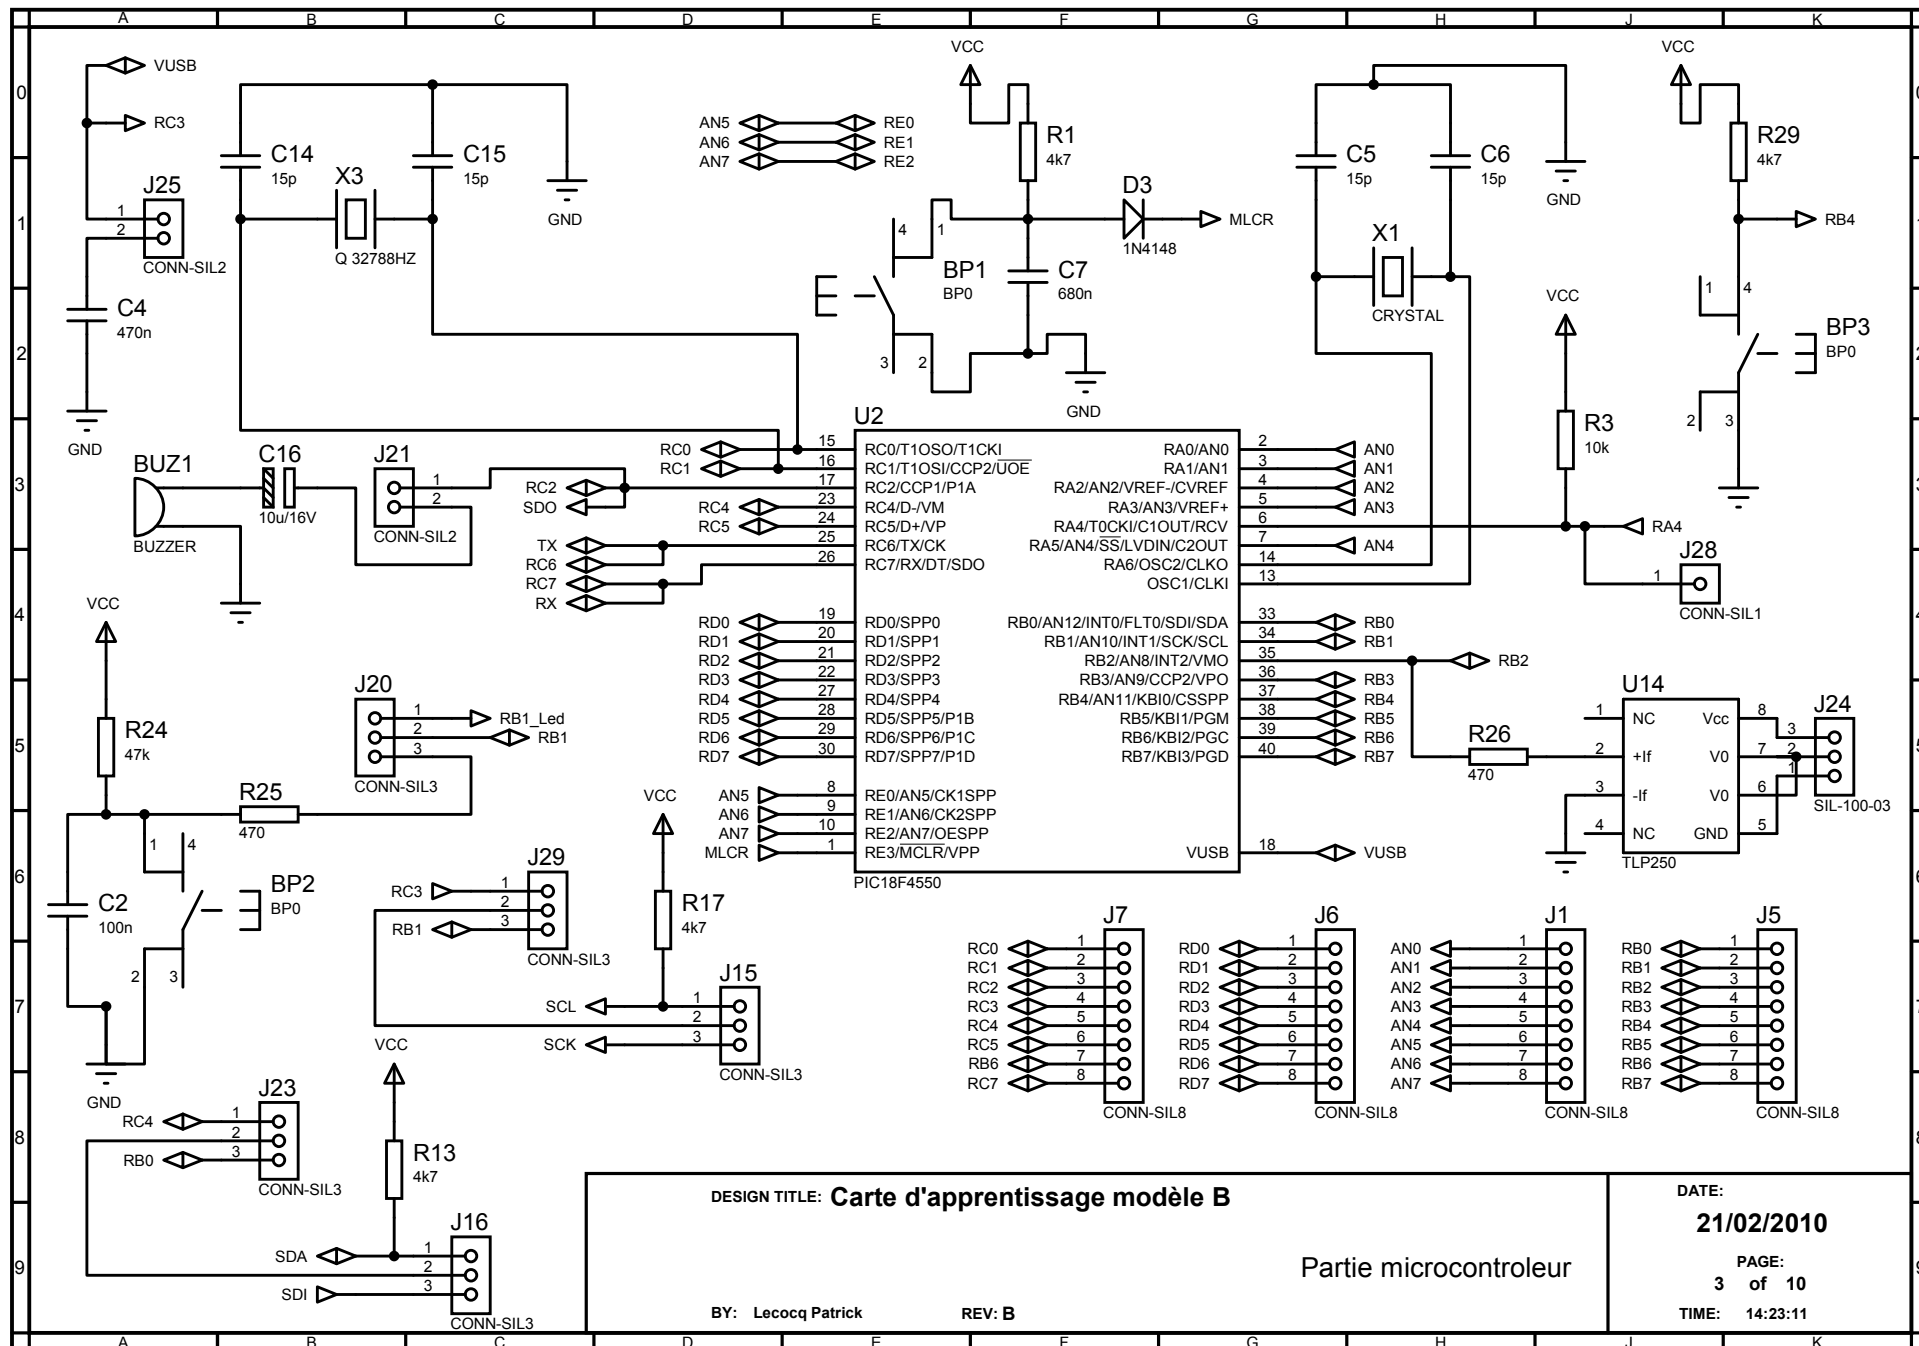 A B C D E F G H J K
0 1 2 3 4 5 6 7 8 9
VUSB
RC3
J25
1
2
CONN-SIL2
C4
470n
GND
C14
15p
X3
Q 32788HZ
C15
15p
GND
AN5 RE0
AN6 RE1
AN7 RE2
VCC
R1
4k7
D3
1N4148
MLCR
4 1
BP1
BP0
3 2
C7
680n
GND
C5
15p
C6
15p
GND
X1
CRYSTAL
VCC
R29
4k7
RB4
1 4
BP3
BP0
2 3
VCC
R3
10k
RA4
J28
1
CONN-SIL1
BUZ1
BUZZER
C16
10u/16V
J21
1
2
CONN-SIL2
U2
RC0 15 RC0/T1OSO/T1CKI
RC1 16 RC1/T1OSI/CCP2/UOE
RC2 17 RC2/CCP1/P1A
SDO
RC4 23 RC4/D-/VM
RC5 24 RC5/D+/VP
TX 25 RC6/TX/CK
RC6 26 RC7/RX/DT/SDO
RC7
RX
RD0 19 RD0/SPP0
RD1 20 RD1/SPP1
RD2 21 RD2/SPP2
RD3 22 RD3/SPP3
RD4 27 RD4/SPP4
RD5 28 RD5/SPP5/P1B
RD6 29 RD6/SPP6/P1C
RD7 30 RD7/SPP7/P1D
AN5 8 RE0/AN5/CK1SPP
AN6 9 RE1/AN6/CK2SPP
AN7 10 RE2/AN7/OESPP
MLCR 1 RE3/MCLR/VPP
RA0/AN0 2 AN0
RA1/AN1 3 AN1
RA2/AN2/VREF-/CVREF 4 AN2
RA3/AN3/VREF+ 5 AN3
RA4/T0CKI/C1OUT/RCV 6
RA5/AN4/SS/LVDIN/C2OUT 7 AN4
RA6/OSC2/CLKO 14
OSC1/CLKI 13
RB0/AN12/INT0/FLT0/SDI/SDA 33 RB0
RB1/AN10/INT1/SCK/SCL 34 RB1
RB2/AN8/INT2/VMO 35 RB2
RB3/AN9/CCP2/VPO 36 RB3
RB4/AN11/KBI0/CSSPP 37 RB4
RB5/KBI1/PGM 38 RB5
RB6/KBI2/PGC 39 RB6
RB7/KBI3/PGD 40 RB7
VUSB 18 VUSB
PIC18F4550
R26
470
U14
1 NC Vcc 8
2 +If V0 7
3 -If V0 6
4 NC GND 5
TLP250
J24
3
2
1
SIL-100-03
VCC
R24
47k
R25
470
J20
1 RB1_Led
2 RB1
3
CONN-SIL3
1 4
BP2
BP0
2 3
C2
100n
GND
J29
RC3 1
2
RB1 3
CONN-SIL3
VCC
R17
4k7
J15
SCL 1
2
SCK 3
CONN-SIL3
J23
RC4 1
2
RB0 3
CONN-SIL3
VCC
R13
4k7
J16
SDA 1
2
SDI 3
CONN-SIL3
J7
RC0 1
RC1 2
RC2 3
RC3 4
RC4 5
RC5 6
RB6 7
RC7 8
CONN-SIL8
J6
RD0 1
RD1 2
RD2 3
RD3 4
RD4 5
RD5 6
RD6 7
RD7 8
CONN-SIL8
J1
AN0 1
AN1 2
AN2 3
AN3 4
AN4 5
AN5 6
AN6 7
AN7 8
CONN-SIL8
J5
RB0 1
RB1 2
RB2 3
RB3 4
RB4 5
RB5 6
RB6 7
RB7 8
CONN-SIL8
DESIGN TITLE: Carte d'apprentissage modèle B
Partie microcontroleur
BY: Lecocq Patrick REV: B
DATE:
21/02/2010
PAGE:
3 of 10
TIME: 14:23:11
A B C D E F G H J K